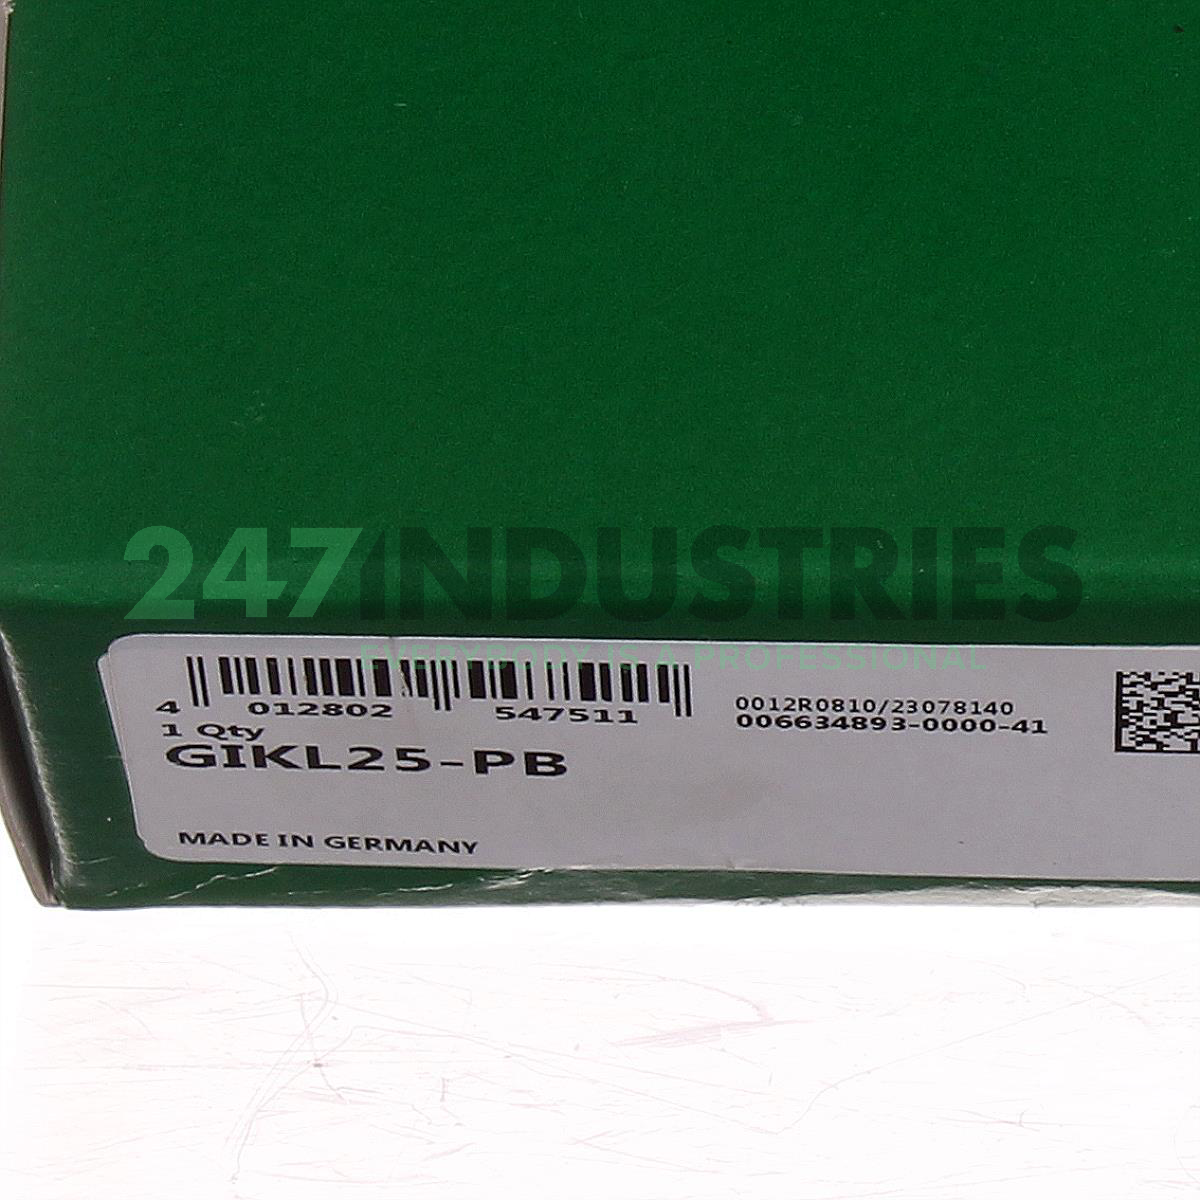 247INDUSTRIES
EVERYBODY IS A PROFESSIONAL
4 012802 547511
1 Qty
GIKL25-PB
MADE IN GERMANY
0012R0810/23078140
006634893-0000-41